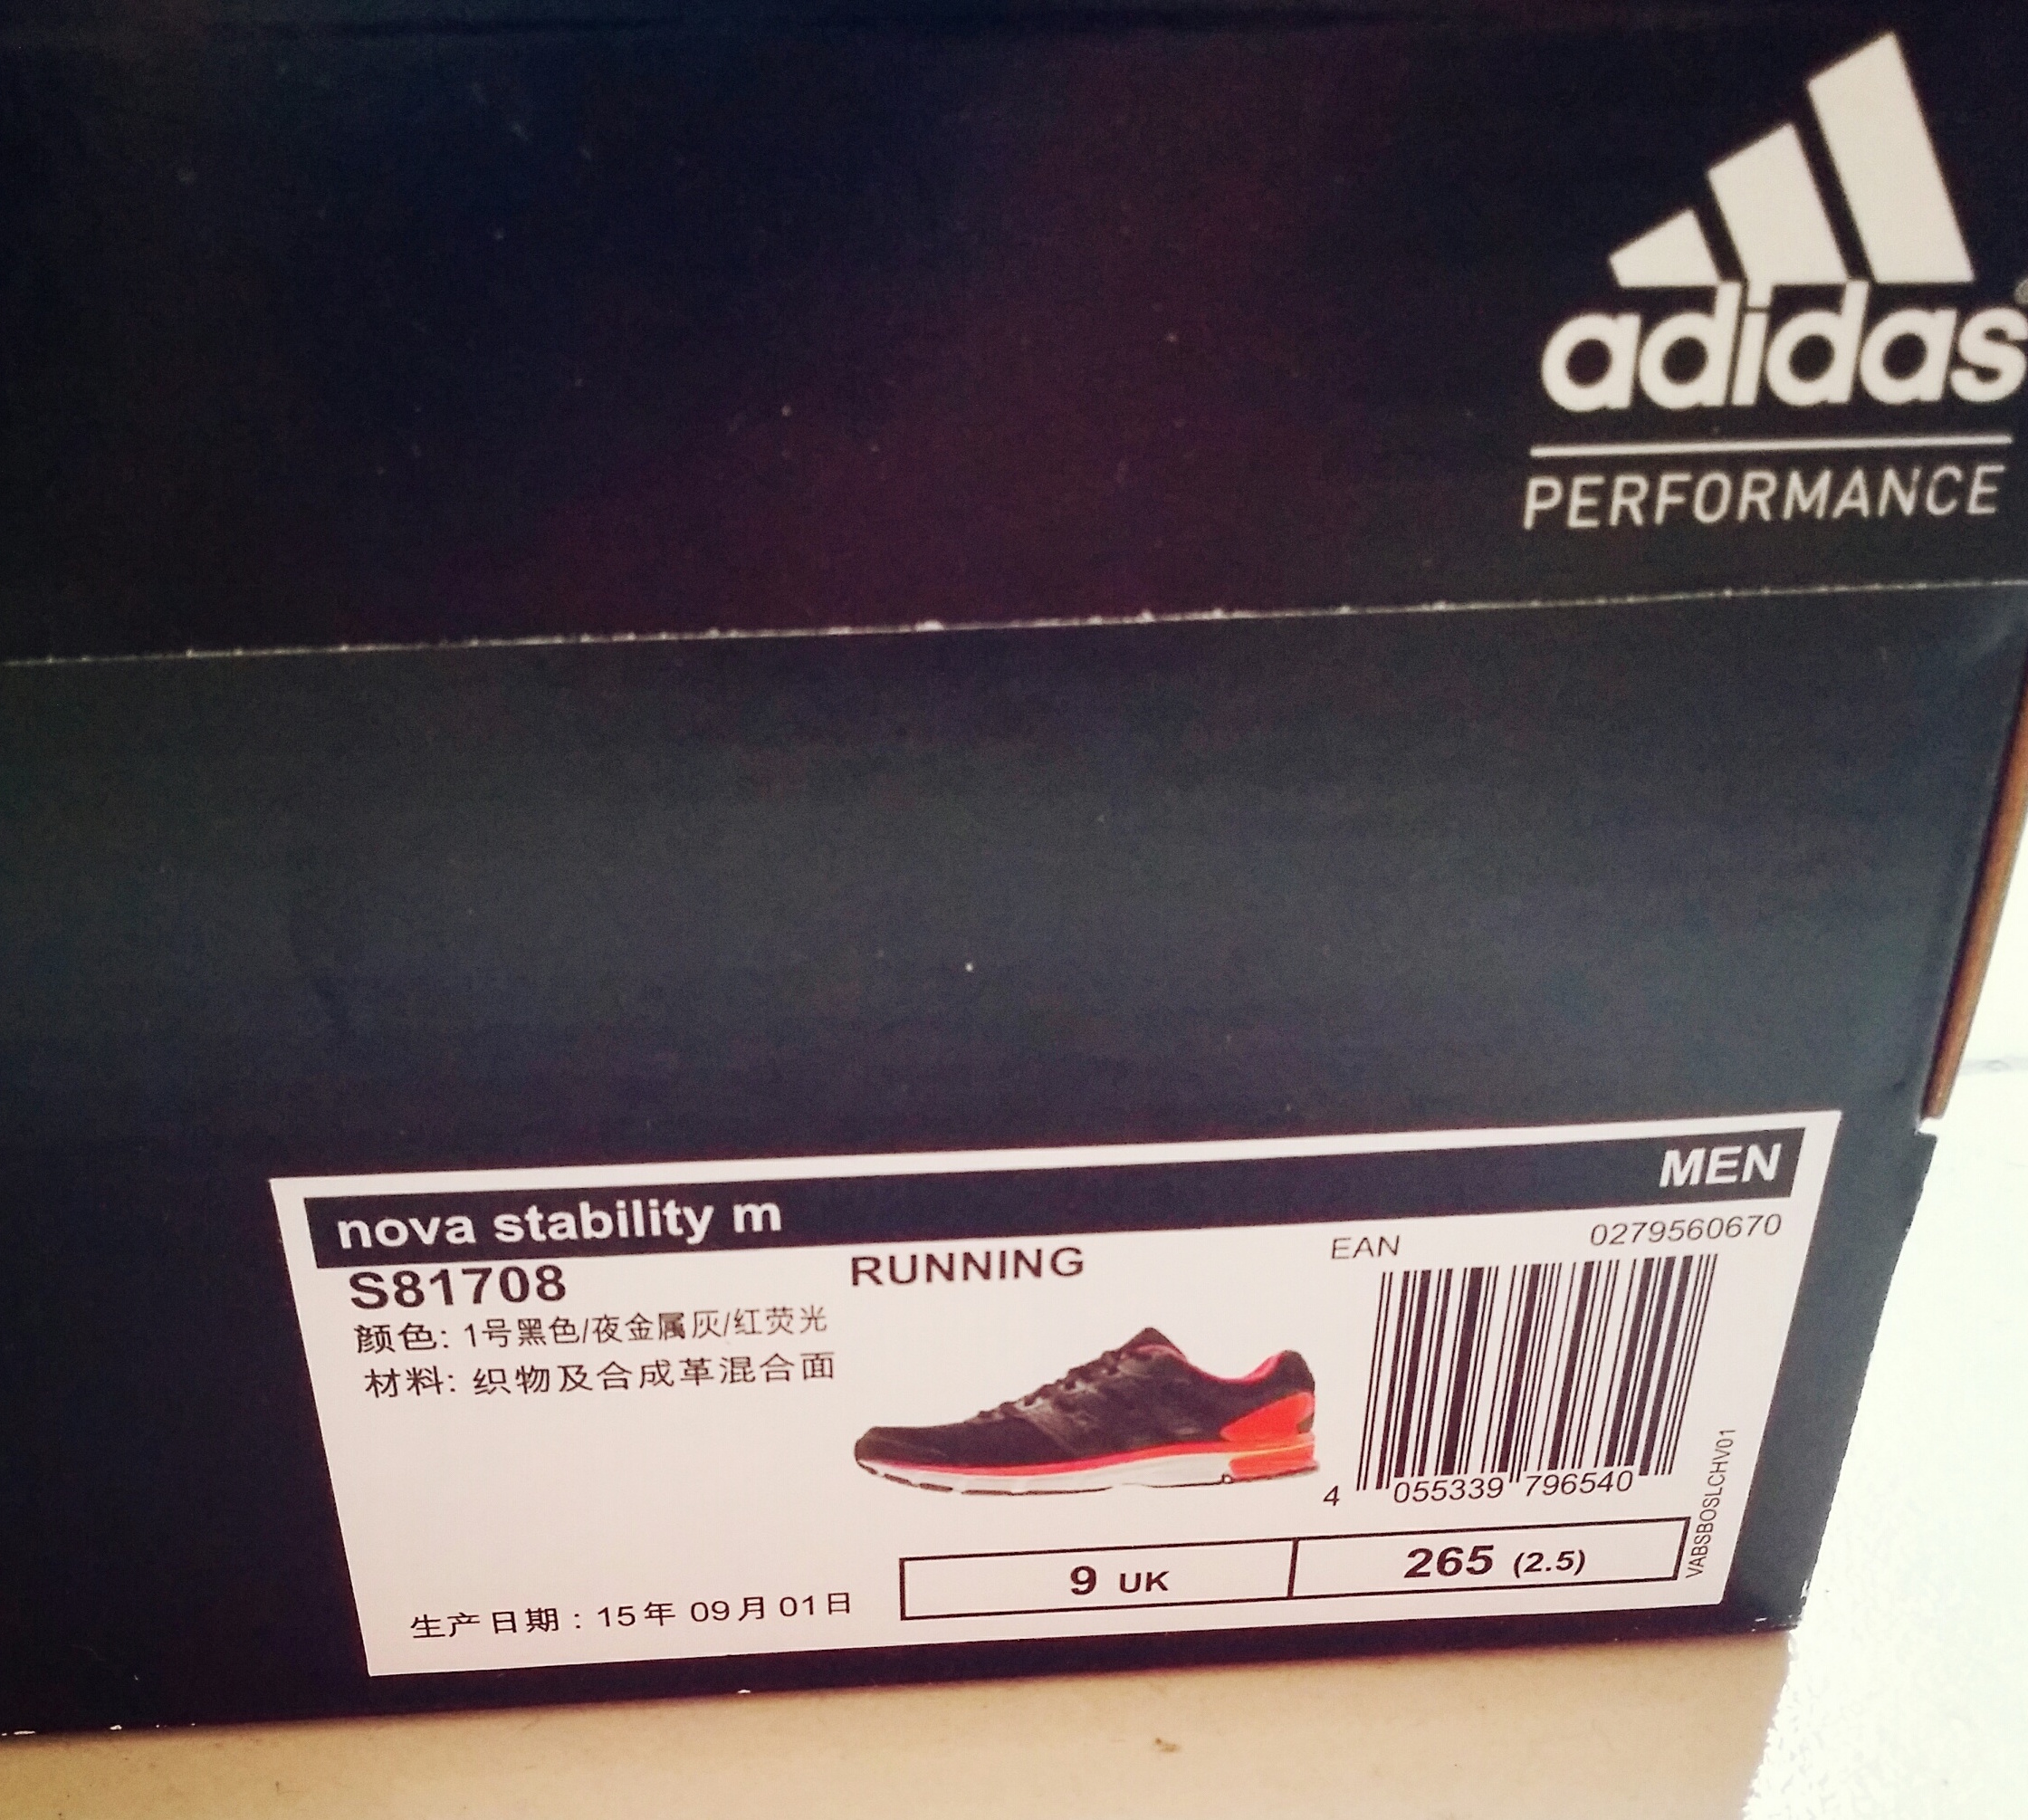 adidas
PERFORMANCE
nova stability m
MEN
S81708
RUNNING
EAN
0279560670
颜色: 1号黑色/夜金属灰/红荧光
材料: 织物及合成革混合面
4 055339 796540
VABSBOSLCHV01
9 UK
265 (2.5)
生产日期 : 15年 09月 01日